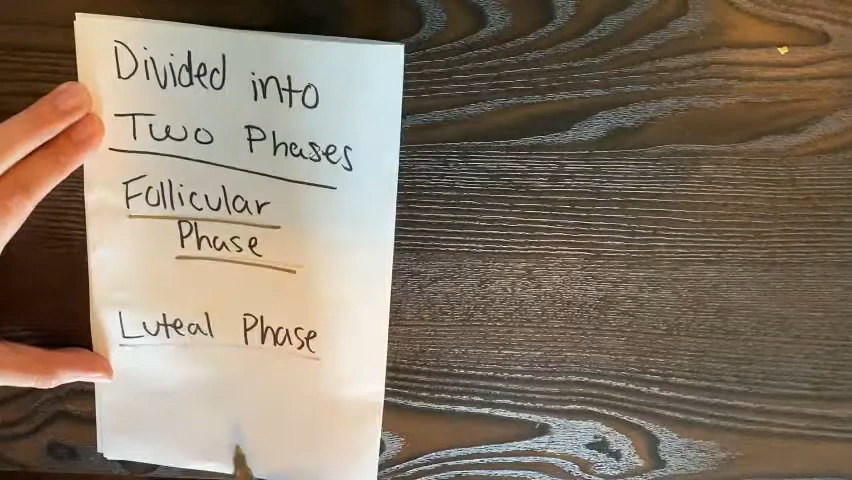 Divided into
Two Phases
Follicular
Phase
Luteal Phase